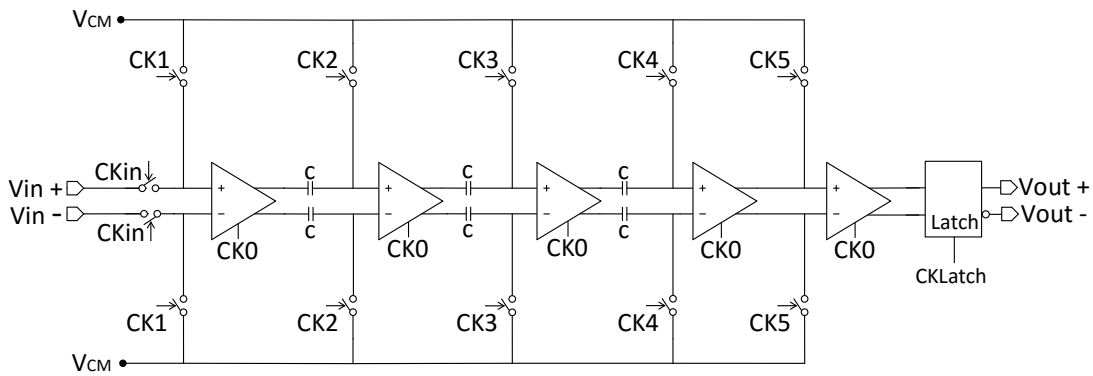 VCM
CK1
CK2
CK3
CK4
CK5
CKin
c
c
c
Vin +
+
+
+
+
+
Vout +
Vin -
−
−
−
−
−
Latch
Vout -
CKin
c
c
c
CK0
CK0
CK0
CK0
CK0
CKLatch
CK1
CK2
CK3
CK4
CK5
VCM